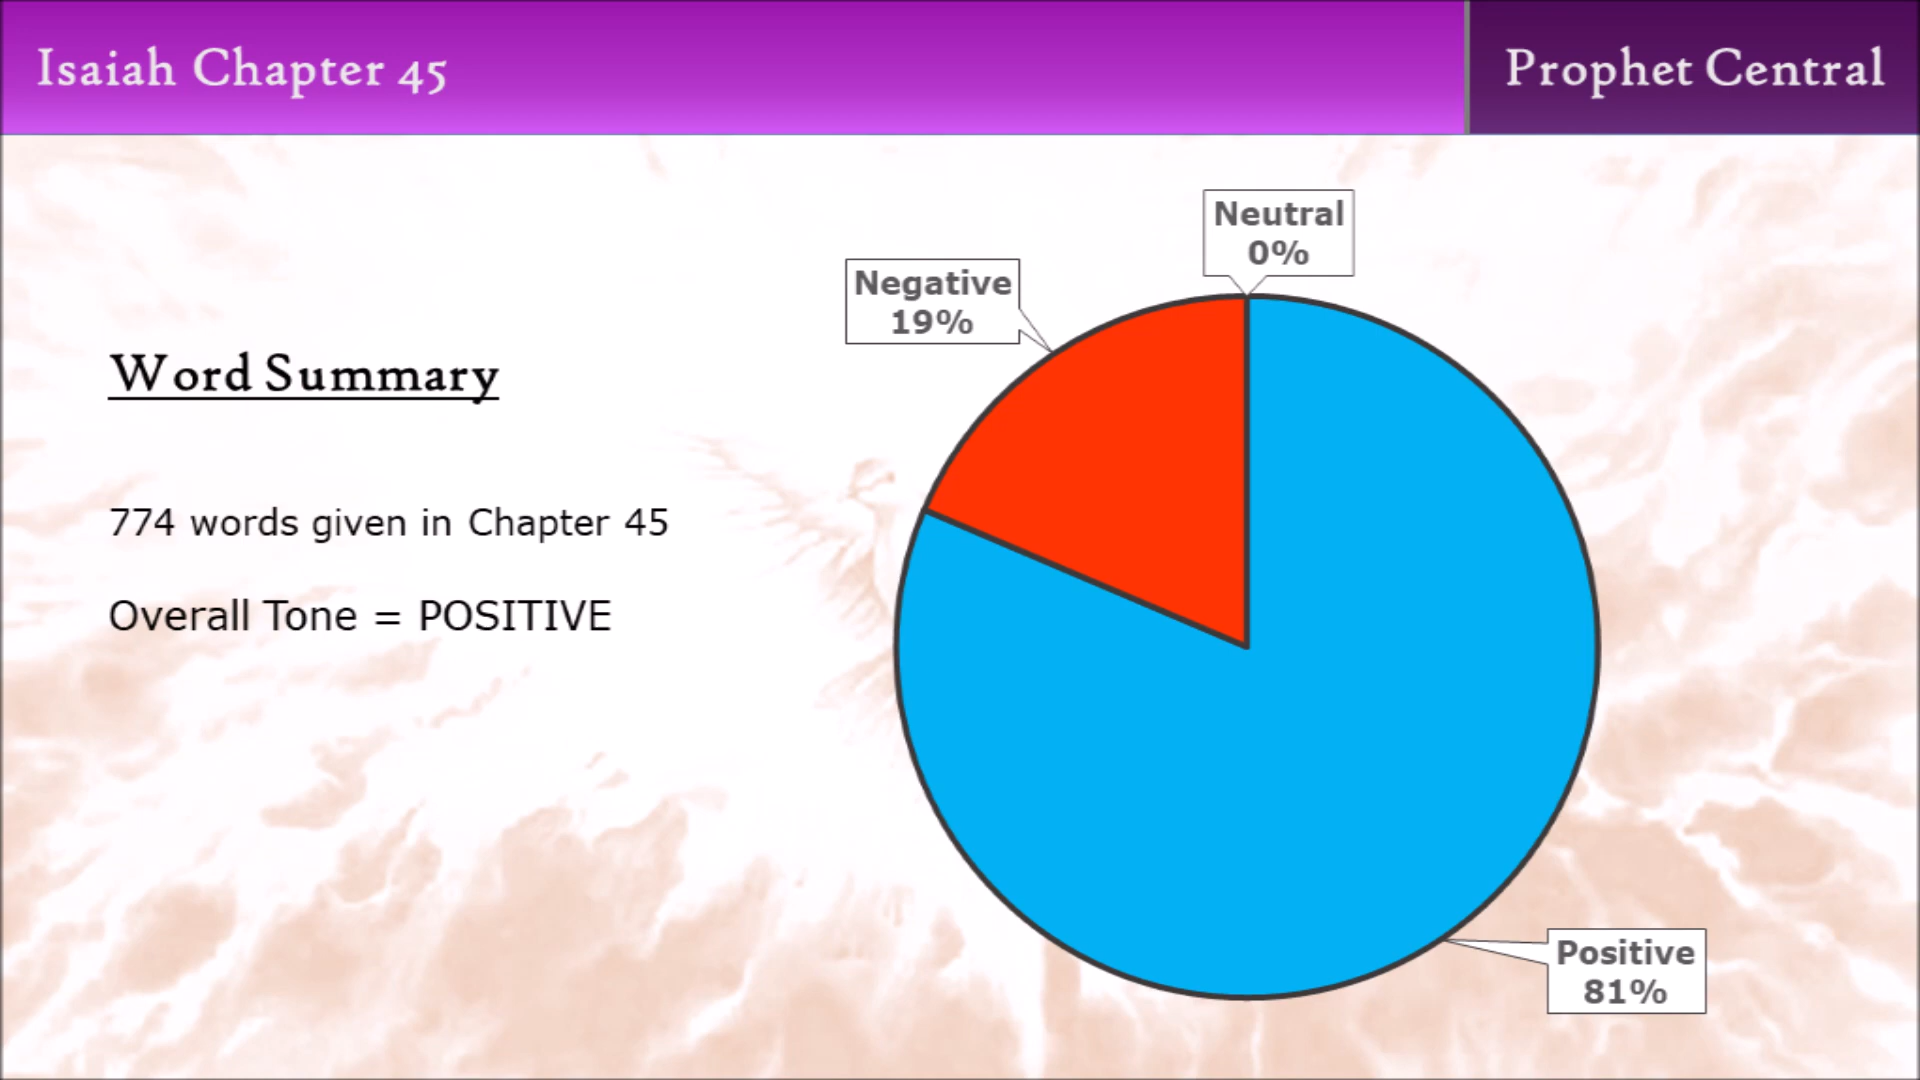 Isaiah Chapter 45
Prophet Central
Neutral
0%
Negative
19%
Word Summary
774 words given in Chapter 45
Overall Tone = POSITIVE
Positive
81%